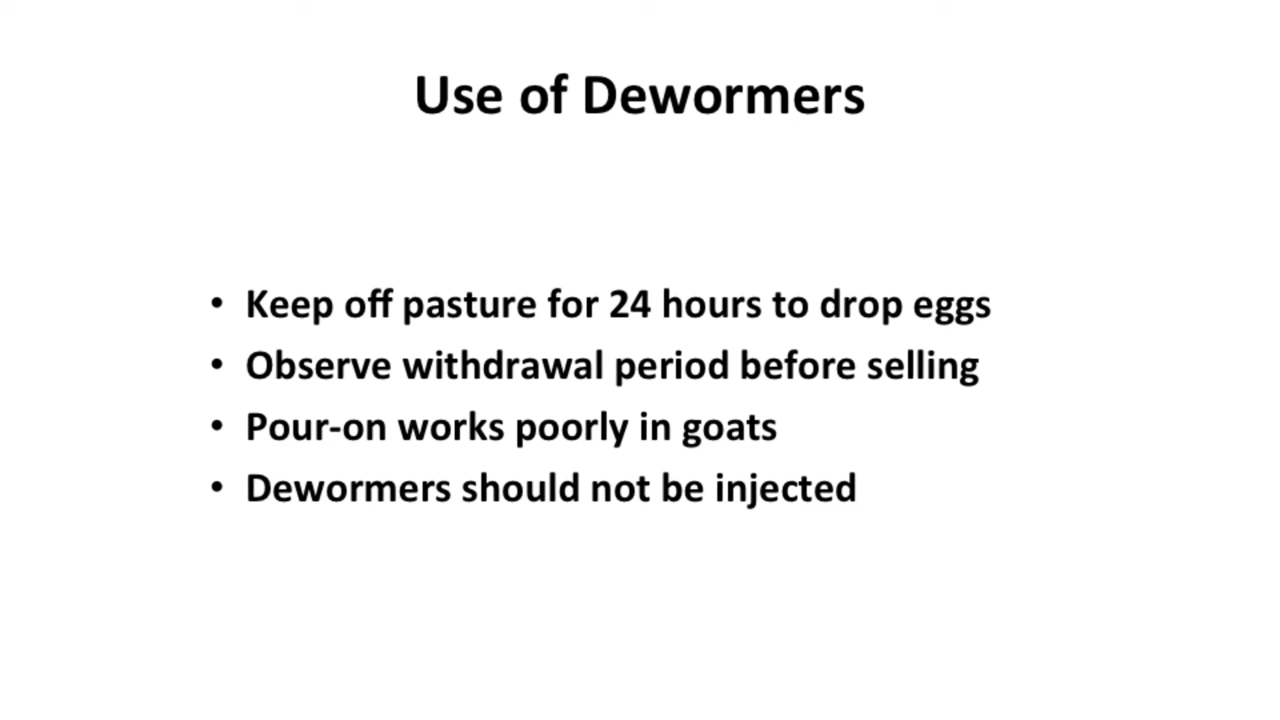 Use of Dewormers
• Keep off pasture for 24 hours to drop eggs
• Observe withdrawal period before selling
• Pour-on works poorly in goats
• Dewormers should not be injected